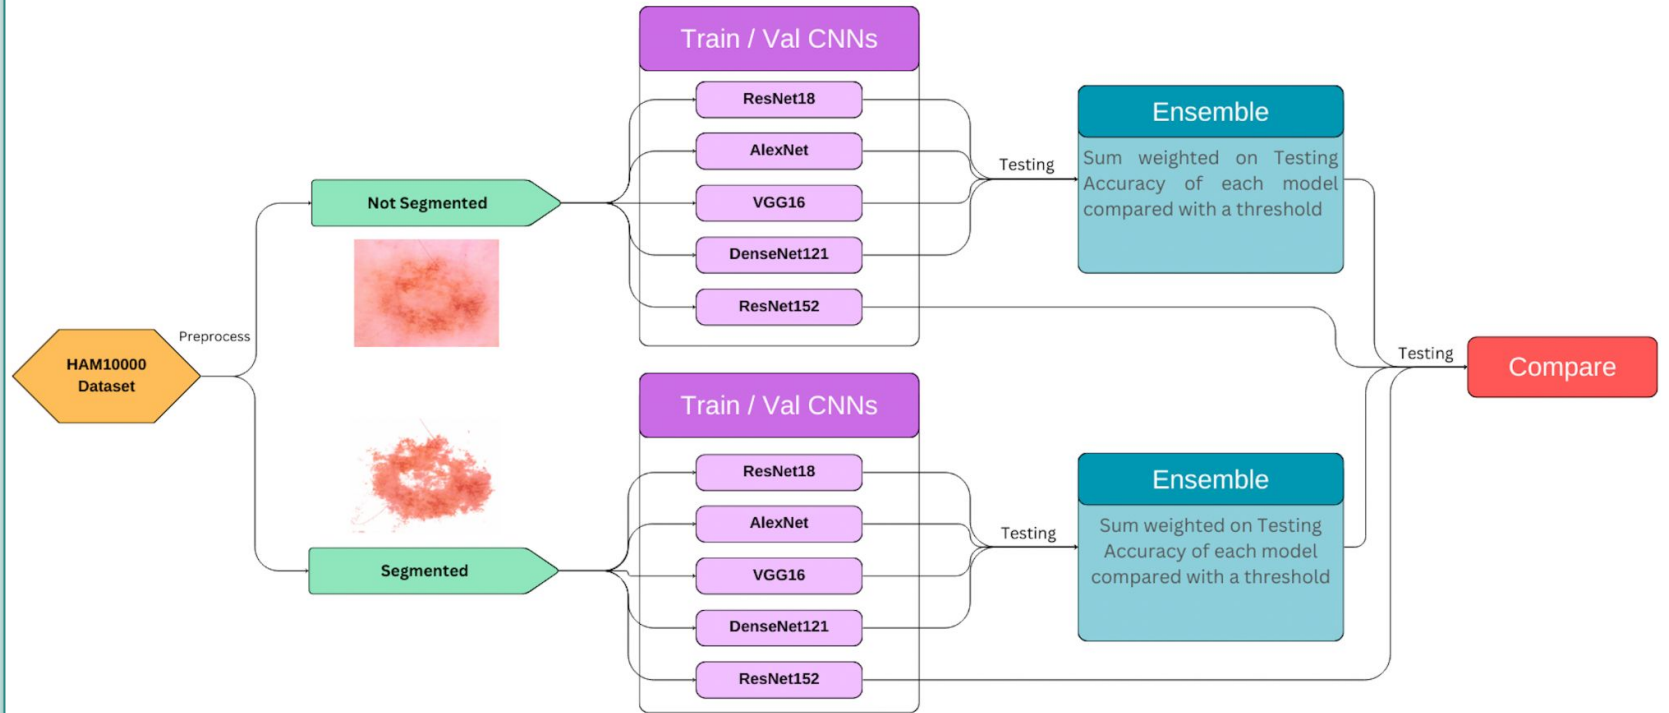 HAM10000
Dataset
Preprocess
Not Segmented
Train / Val CNNs
ResNet18
AlexNet
VGG16
DenseNet121
ResNet152
Testing
Ensemble
Sum weighted on Testing
Accuracy of each model
compared with a threshold
Segmented
Train / Val CNNs
ResNet18
AlexNet
VGG16
DenseNet121
ResNet152
Testing
Ensemble
Sum weighted on Testing
Accuracy of each model
compared with a threshold
Testing
Compare